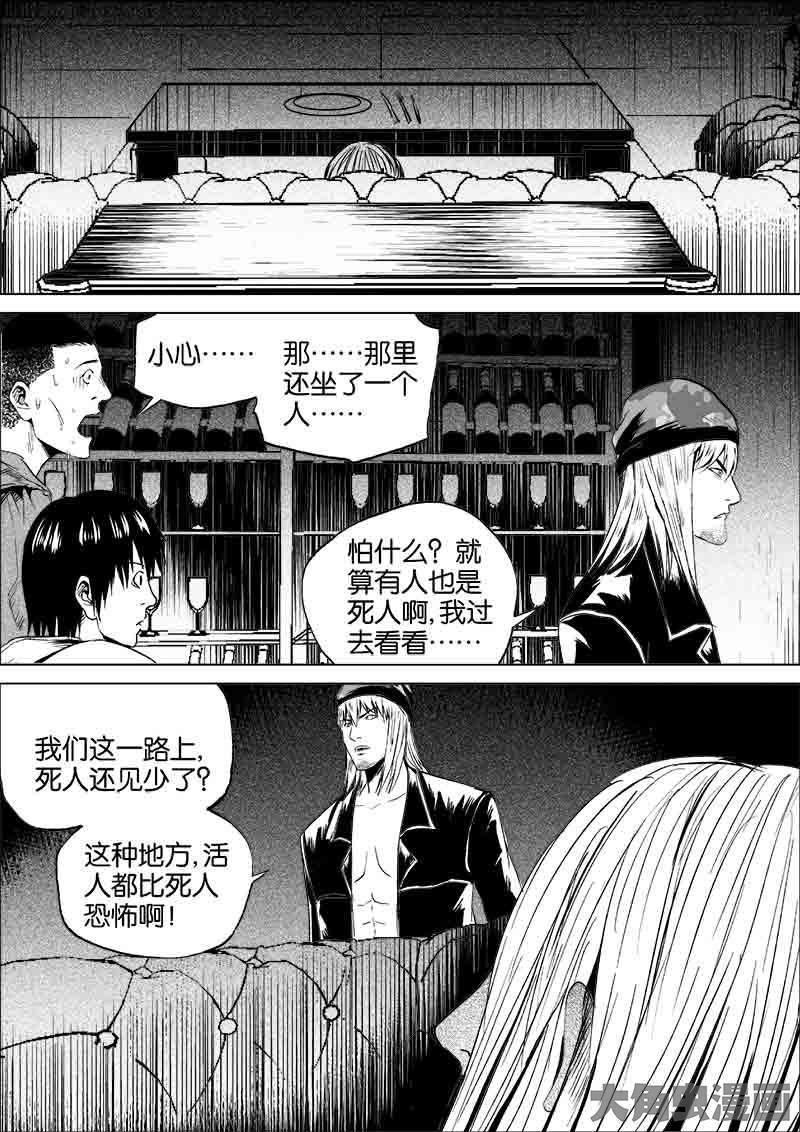 小心……
那……那里
还坐了一个
人……
怕什么？就
算有人也是
死人啊,我过
去看看……
我们这一路上,
死人还见少了？
这种地方,活
人都比死人
恐怖啊！
大角虫漫画